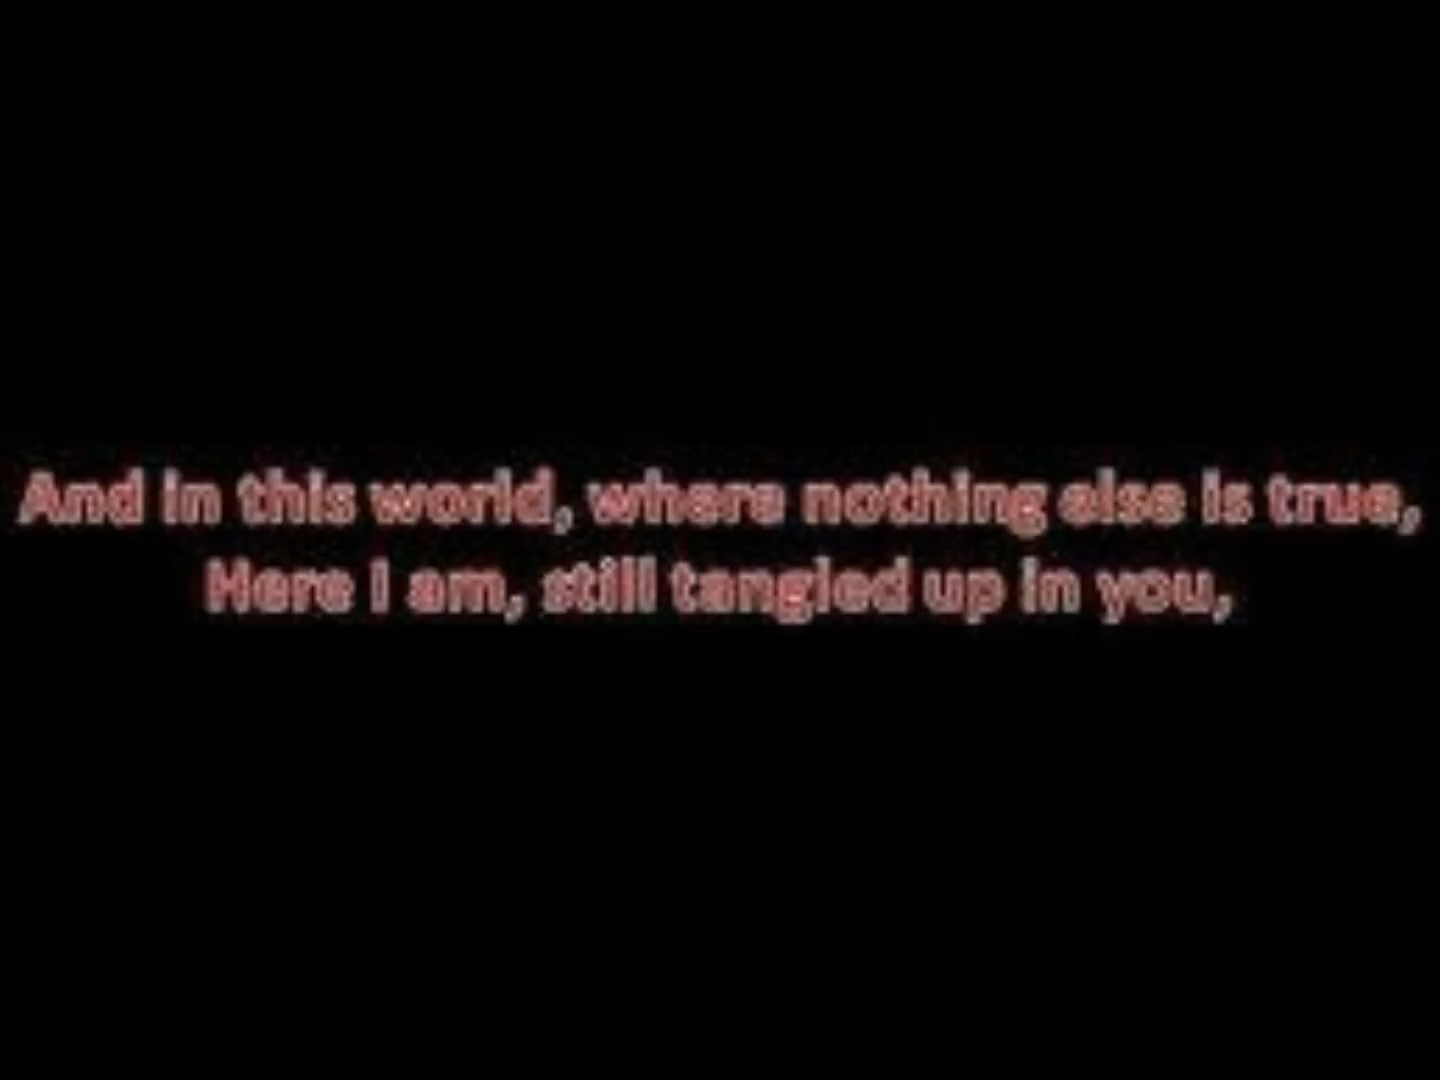 And in this world, where nothing else is true,
Here I am, still tangled up in you,